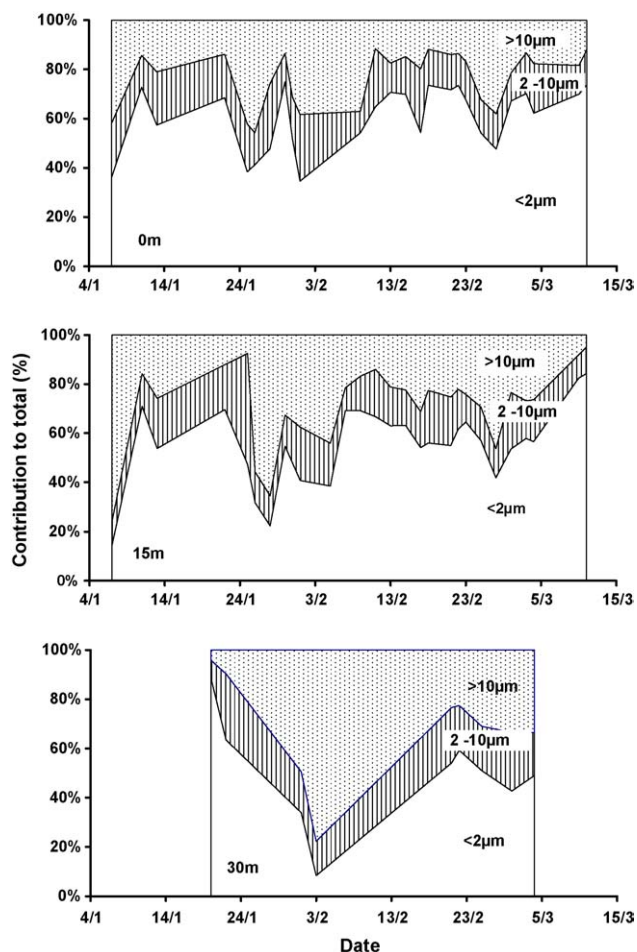 100%
>10µm
80%
2 -10µm
60%
40%
<2µm
20%
0m
0%
4/1 14/1 24/1 3/2 13/2 23/2 5/3 15/3
Contribution to total (%)
100%
>10µm
80%
2 -10µm
60%
40%
<2µm
20%
15m
0%
4/1 14/1 24/1 3/2 13/2 23/2 5/3 15/3
100%
>10µm
80%
2 -10µm
60%
40%
<2µm
20%
30m
0%
4/1 14/1 24/1 3/2 13/2 23/2 5/3 15/3
Date